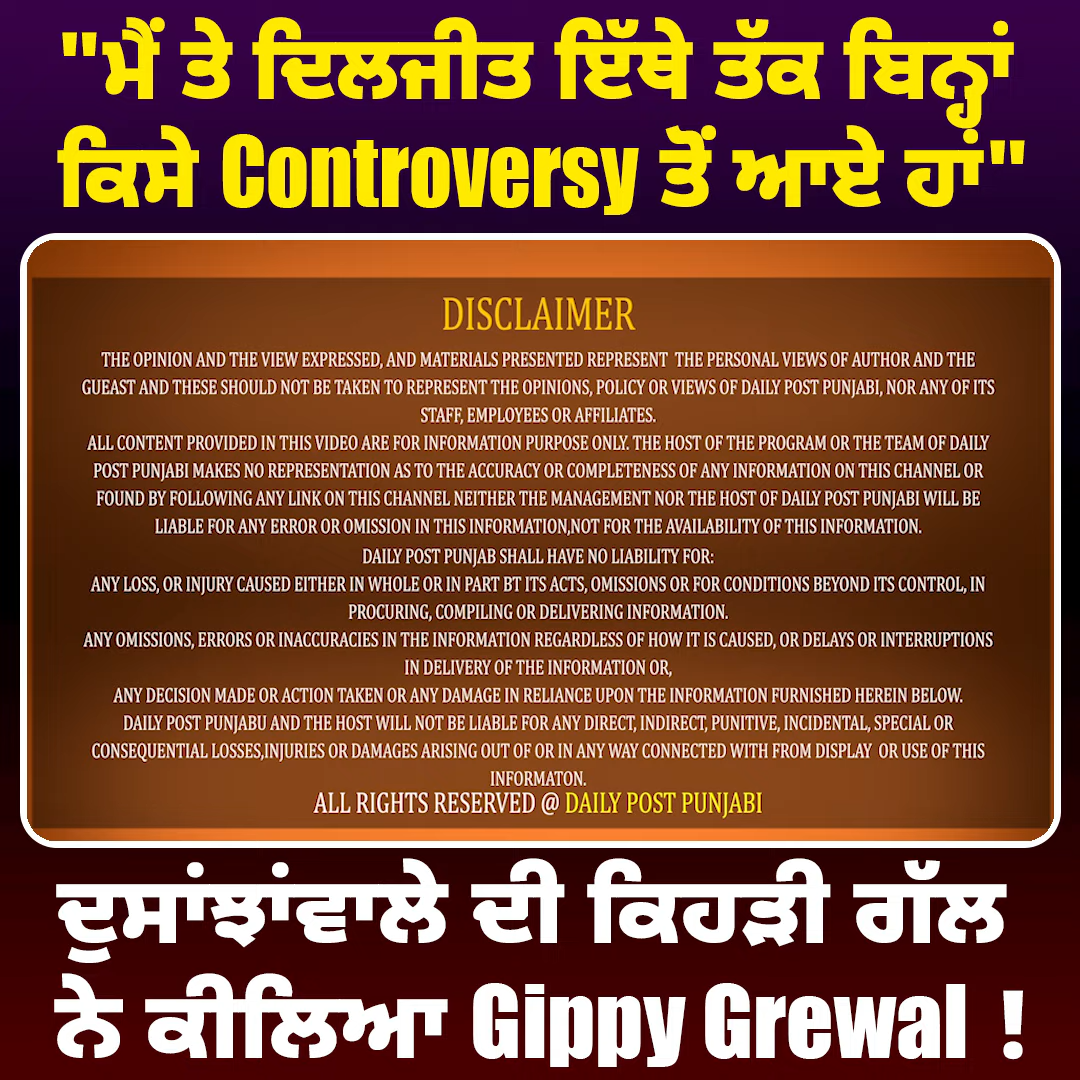 "ਮੈਂ ਤੇ ਦਿਲਜੀਤ ਇੱਥੇ ਤੱਕ ਬਿਨ੍ਹਾਂ
ਕਿਸੇ Controversy ਤੋਂ ਆਏ ਹਾਂ"
DISCLAIMER
THE OPINION AND THE VIEW EXPRESSED, AND MATERIALS PRESENTED REPRESENT THE PERSONAL VIEWS OF AUTHOR AND THE
GUEAST AND THESE SHOULD NOT BE TAKEN TO REPRESENT THE OPINIONS, POLICY OR VIEWS OF DAILY POST PUNJABI, NOR ANY OF ITS
STAFF, EMPLOYEES OR AFFILIATES.
ALL CONTENT PROVIDED IN THIS VIDEO ARE FOR INFORMATION PURPOSE ONLY. THE HOST OF THE PROGRAM OR THE TEAM OF DAILY
POST PUNJABI MAKES NO REPRESENTATION AS TO THE ACCURACY OR COMPLETENESS OF ANY INFORMATION ON THIS CHANNEL OR
FOUND BY FOLLOWING ANY LINK ON THIS CHANNEL NEITHER THE MANAGEMENT NOR THE HOST OF DAILY POST PUNJABI WILL BE
LIABLE FOR ANY ERROR OR OMISSION IN THIS INFORMATION,NOT FOR THE AVAILABILITY OF THIS INFORMATION.
DAILY POST PUNJAB SHALL HAVE NO LIABILITY FOR:
ANY LOSS, OR INJURY CAUSED EITHER IN WHOLE OR IN PART BT ITS ACTS, OMISSIONS OR FOR CONDITIONS BEYOND ITS CONTROL, IN
PROCURING, COMPILING OR DELIVERING INFORMATION.
ANY OMISSIONS, ERRORS OR INACCURACIES IN THE INFORMATION REGARDLESS OF HOW IT IS CAUSED, OR DELAYS OR INTERRUPTIONS
IN DELIVERY OF THE INFORMATION OR,
ANY DECISION MADE OR ACTION TAKEN OR ANY DAMAGE IN RELIANCE UPON THE INFORMATION FURNISHED HEREIN BELOW.
DAILY POST PUNJABU AND THE HOST WILL NOT BE LIABLE FOR ANY DIRECT, INDIRECT, PUNITIVE, INCIDENTAL, SPECIAL OR
CONSEQUENTIAL LOSSES,INJURIES OR DAMAGES ARISING OUT OF OR IN ANY WAY CONNECTED WITH FROM DISPLAY OR USE OF THIS
INFORMATON.
ALL RIGHTS RESERVED @ DAILY POST PUNJABI
ਦੁਸਾਂਝਾਂਵਾਲੇ ਦੀ ਕਿਹੜੀ ਗੱਲ
ਨੇ ਕੀਲਿਆ Gippy Grewal !